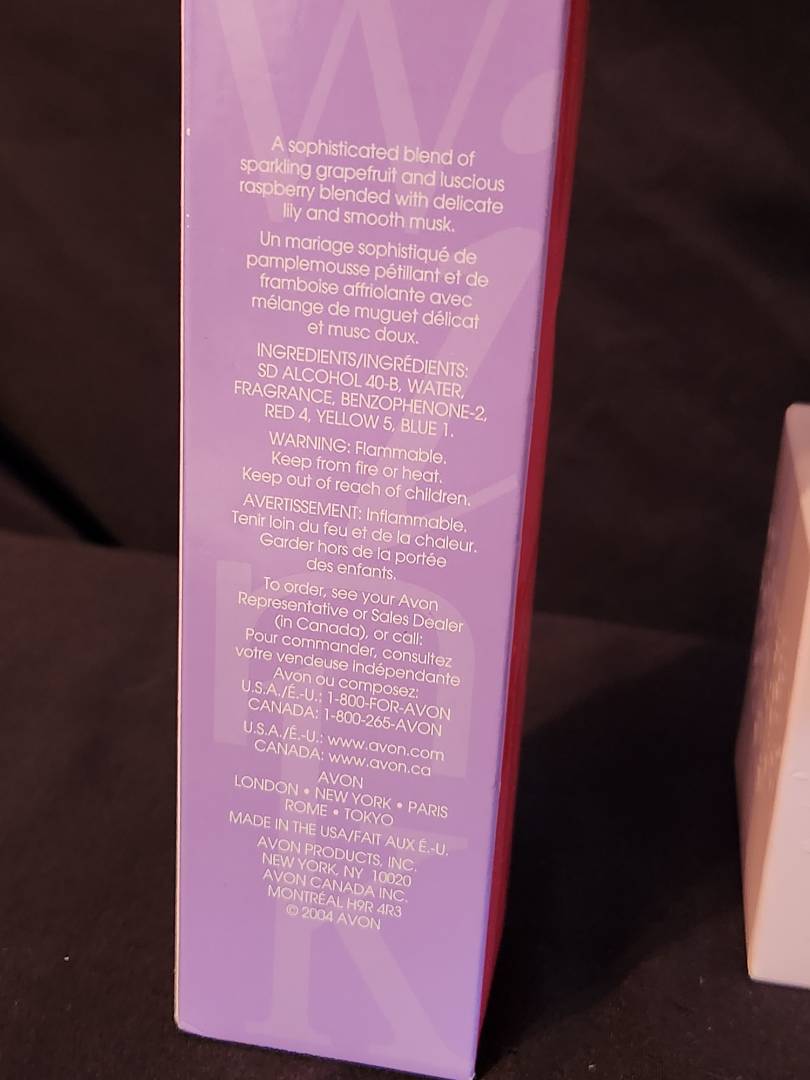 Wink
A sophisticated blend of
sparkling grapefruit and luscious
raspberry blended with delicate
lily and smooth musk.
Un mariage sophistiqué de
pamplemousse pétillant et de
framboise affriolante avec
mélange de muguet délicat
et musc doux.
INGREDIENTS/INGRÉDIENTS:
SD ALCOHOL 40-B, WATER,
FRAGRANCE, BENZOPHENONE-2,
RED 4, YELLOW 5, BLUE 1.
WARNING: Flammable.
Keep from fire or heat.
Keep out of reach of children.
AVERTISSEMENT: Inflammable.
Tenir loin du feu et de la chaleur.
Garder hors de la portée
des enfants.
To order, see your Avon
Representative or Sales Dealer
(in Canada), or call:
Pour commander, consultez
votre vendeuse indépendante
Avon ou composez:
U.S.A./É.-U.: 1-800-FOR-AVON
CANADA: 1-800-265-AVON
U.S.A./É.-U.: www.avon.com
CANADA: www.avon.ca
AVON
LONDON • NEW YORK • PARIS
ROME • TOKYO
MADE IN THE USA/FAIT AUX É.-U.
AVON PRODUCTS, INC.
NEW YORK, NY 10020
AVON CANADA INC.
MONTRÉAL H9R 4R3
© 2004 AVON